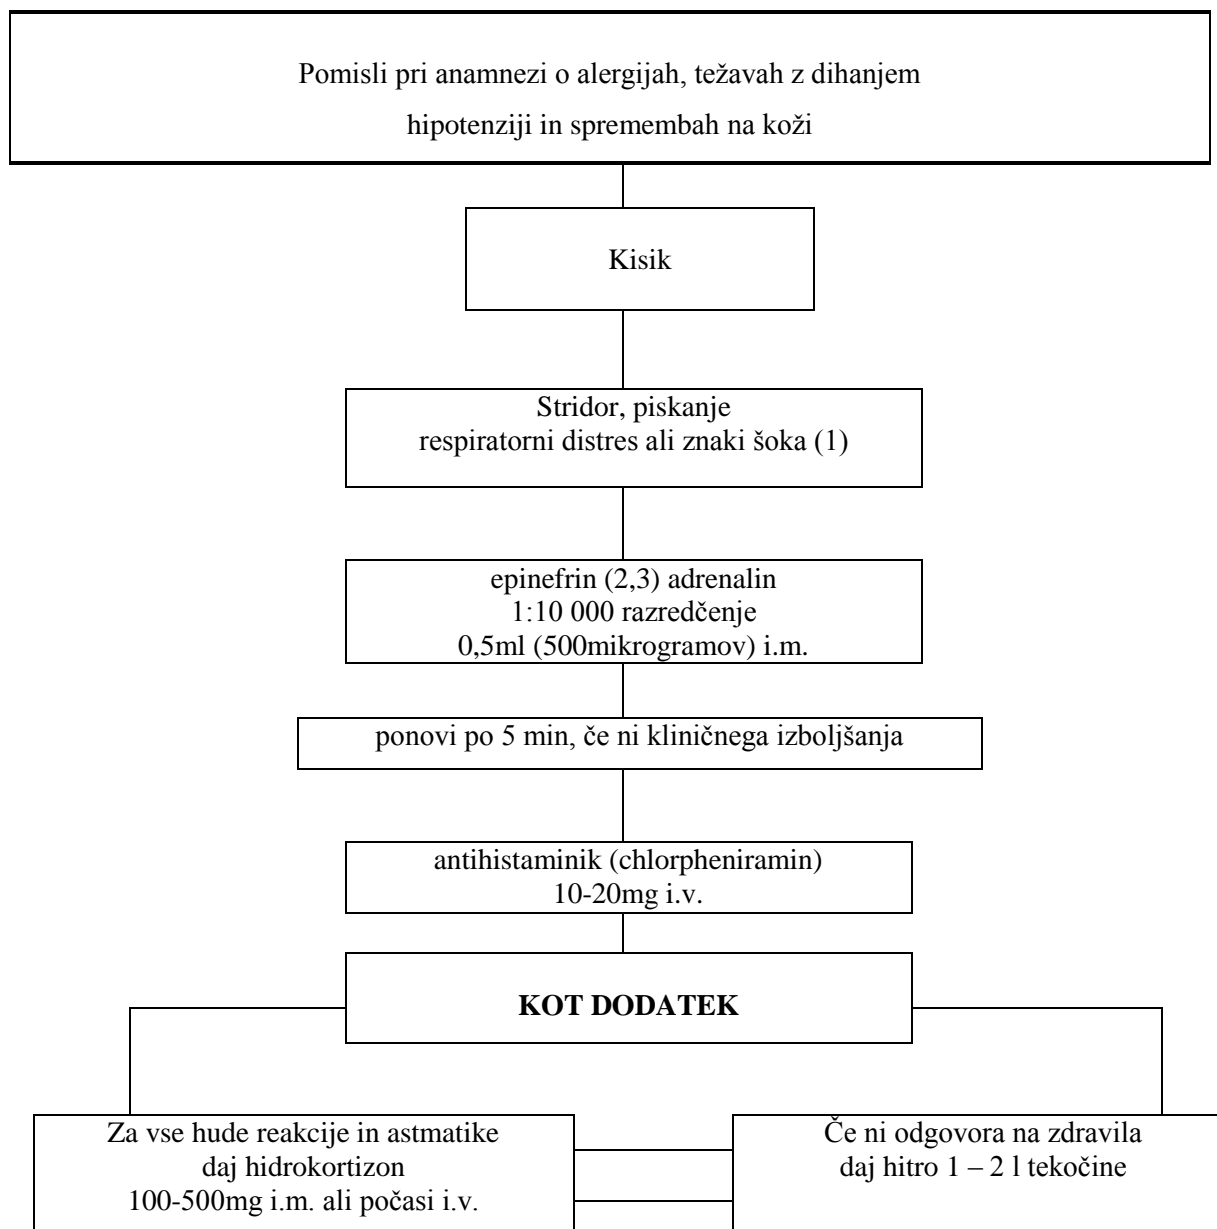 Pomisli pri anamnezi o alergijah, težavah z dihanjem
hipotenziji in spremembah na koži
Kisik
Stridor, piskanje
respiratorni distres ali znaki šoka (1)
epinefrin (2,3) adrenalin
1:10 000 razredčenje
0,5ml (500mikrogramov) i.m.
ponovi po 5 min, če ni kliničnega izboljšanja
antihistaminik (chlorpheniramin)
10-20mg i.v.
KOT DODATEK
Za vse hude reakcije in astmatike
daj hidrokortizon
100-500mg i.m. ali počasi i.v.
Če ni odgovora na zdravila
daj hitro 1 – 2 l tekočine